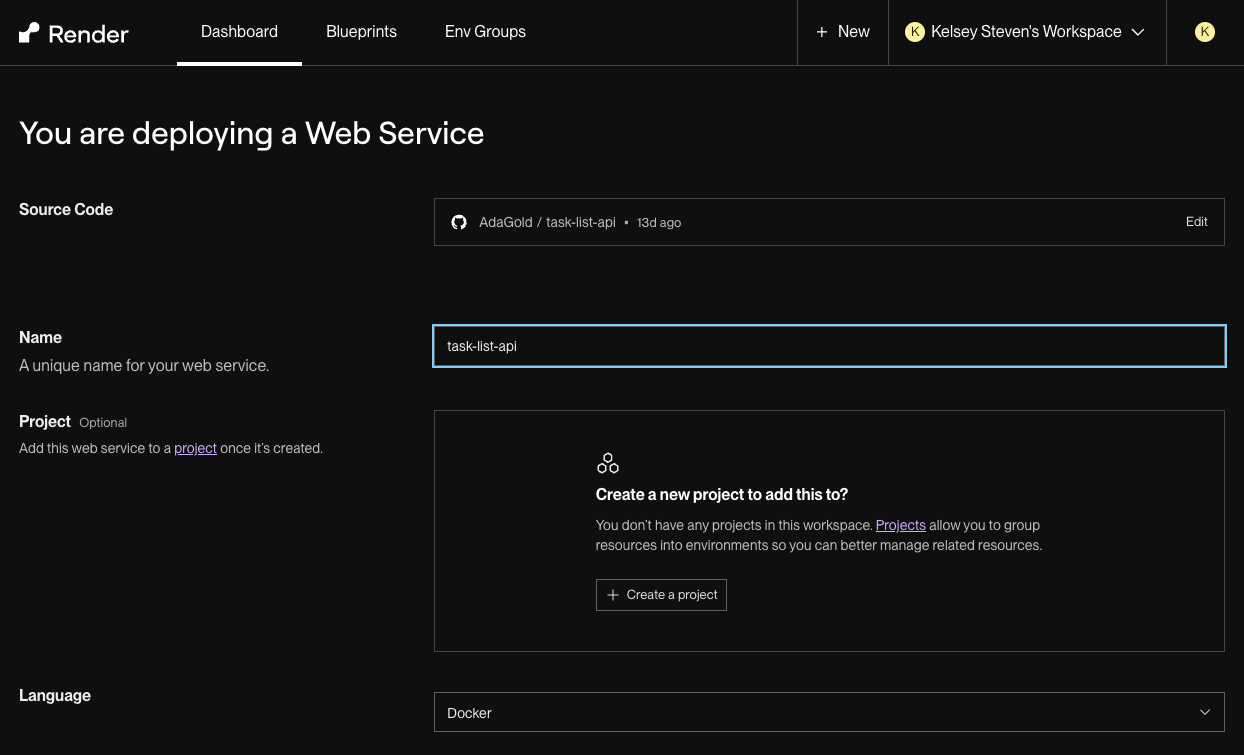 Render Dashboard Blueprints Env Groups + New K Kelsey Steven's Workspace K
You are deploying a Web Service
Source Code
AdaGold / task-list-api • 13d ago Edit
Name
A unique name for your web service.
task-list-api
Project Optional
Add this web service to a project once it's created.
Create a new project to add this to?
You don't have any projects in this workspace. Projects allow you to group
resources into environments so you can better manage related resources.
+ Create a project
Language
Docker